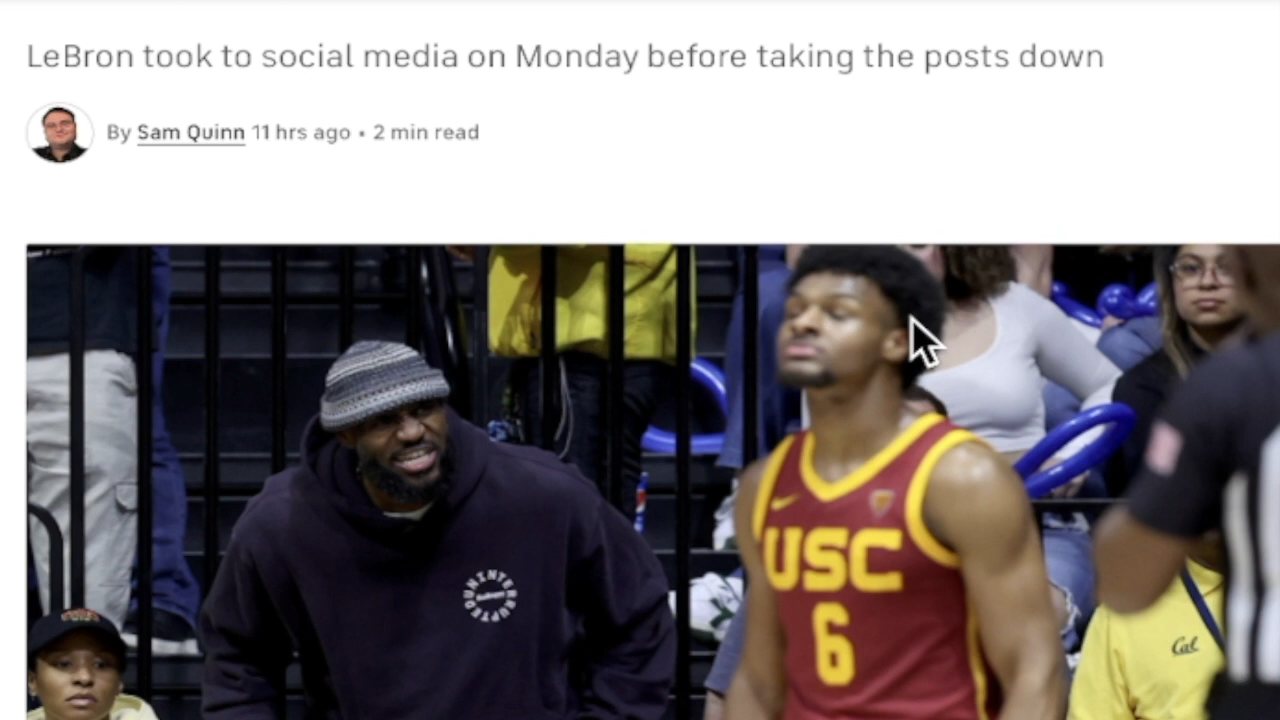 LeBron took to social media on Monday before taking the posts down
By Sam Quinn 11 hrs ago • 2 min read
UNINTERRUPTED
USC
6
Cal